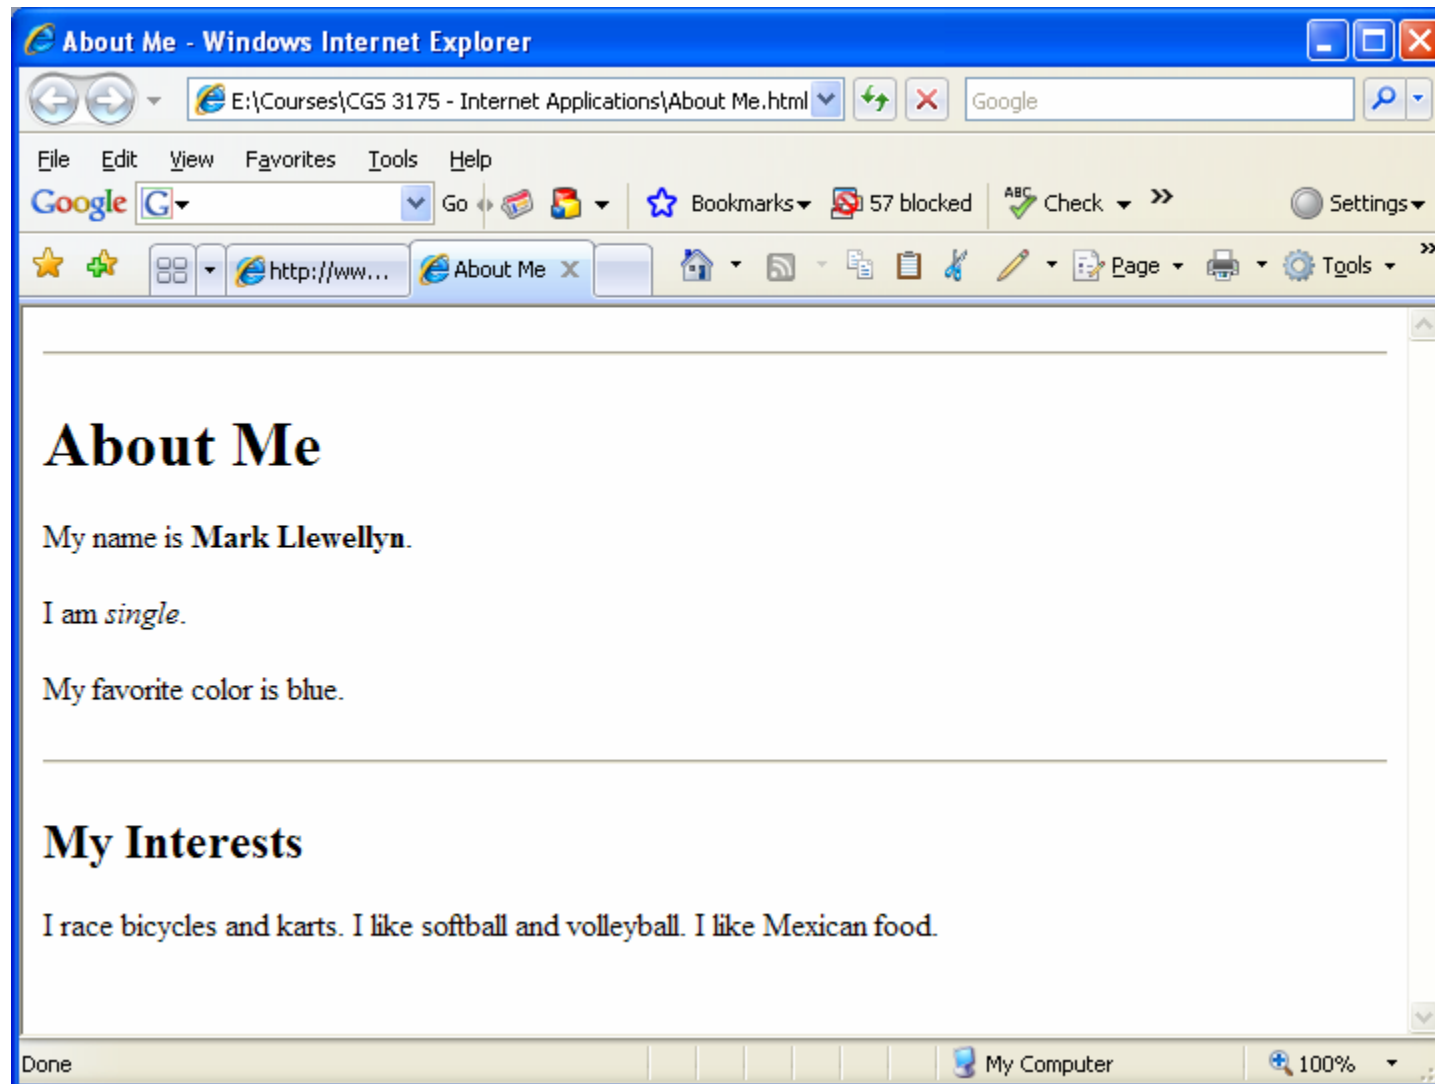 About Me - Windows Internet Explorer
E:\Courses\CGS 3175 - Internet Applications\About Me.html Google
File Edit View Favorites Tools Help
Google G Go Bookmarks 57 blocked ABC Check » Settings
http://ww... About Me Page Tools »
About Me
My name is Mark Llewellyn.
I am single.
My favorite color is blue.
My Interests
I race bicycles and karts. I like softball and volleyball. I like Mexican food.
Done My Computer 100%